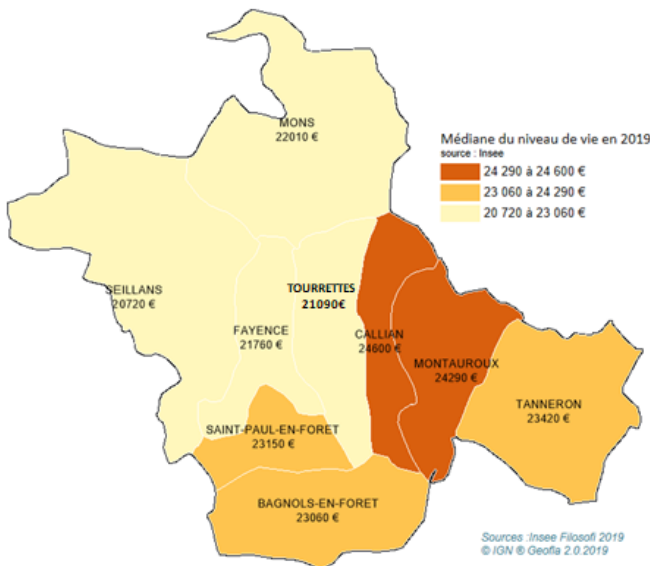 MONS
22010 €
Médiane du niveau de vie en 2019
source : Insee
24 290 à 24 600 €
23 060 à 24 290 €
20 720 à 23 060 €
SEILLANS
20720 €
TOURRETTES
21090€
FAYENCE
21760 €
CALLIAN
24600 €
MONTAUROUX
24290 €
TANNERON
23420 €
SAINT-PAUL-EN-FORET
23150 €
BAGNOLS-EN-FORET
23060 €
Sources :Insee Filosofi 2019
© IGN ® Geofla 2.0.2019